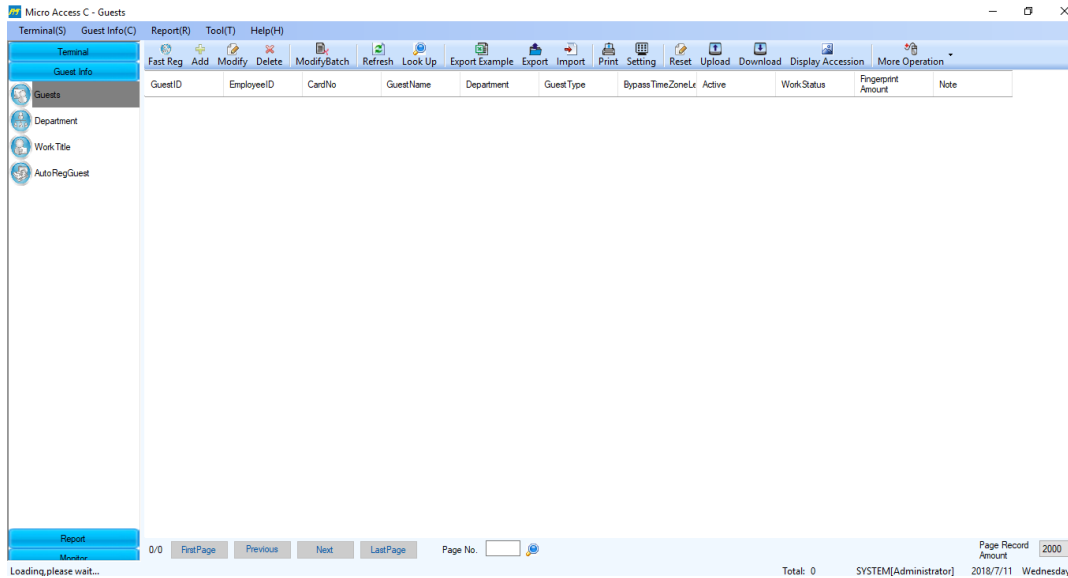 Micro Access C - Guests
Terminal(S) Guest Info(C) Report(R) Tool(T) Help(H)
Terminal
Guest Info
Guests
Department
Work Title
AutoRegGuest
Report
Monitor
Fast Reg Add Modify Delete ModifyBatch Refresh Look Up Export Example Export Import Print Setting Reset Upload Download Display Accession More Operation
GuestID EmployeeID CardNo GuestName Department GuestType BypassTimeZoneLe Active WorkStatus Fingerprint Amount Note
0/0 FirstPage Previous Next LastPage Page No. Page Record Amount 2000
Loading,please wait... Total: 0 SYSTEM[Administrator] 2018/7/11 Wednesday